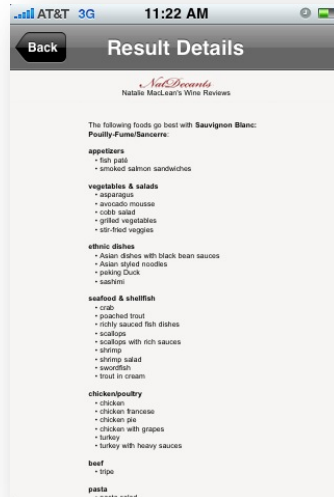 AT&T 3G 11:22 AM
Back Result Details
NatDecants
Natalie MacLean's Wine Reviews
The following foods go best with Sauvignon Blanc:
Pouilly-Fume/Sancerre:
appetizers
• fish paté
• smoked salmon sandwiches
vegetables & salads
• asparagus
• avocado mousse
• cobb salad
• grilled vegetables
• stir-fried veggies
ethnic dishes
• Asian dishes with black bean sauces
• Asian styled noodles
• peking Duck
• sashimi
seafood & shellfish
• crab
• poached trout
• richly sauced fish dishes
• scallops
• scallops with rich sauces
• shrimp
• shrimp salad
• swordfish
• trout in cream
chicken/poultry
• chicken
• chicken francese
• chicken pie
• chicken with grapes
• turkey
• turkey with heavy sauces
beef
• tripe
pasta
• pasta salad